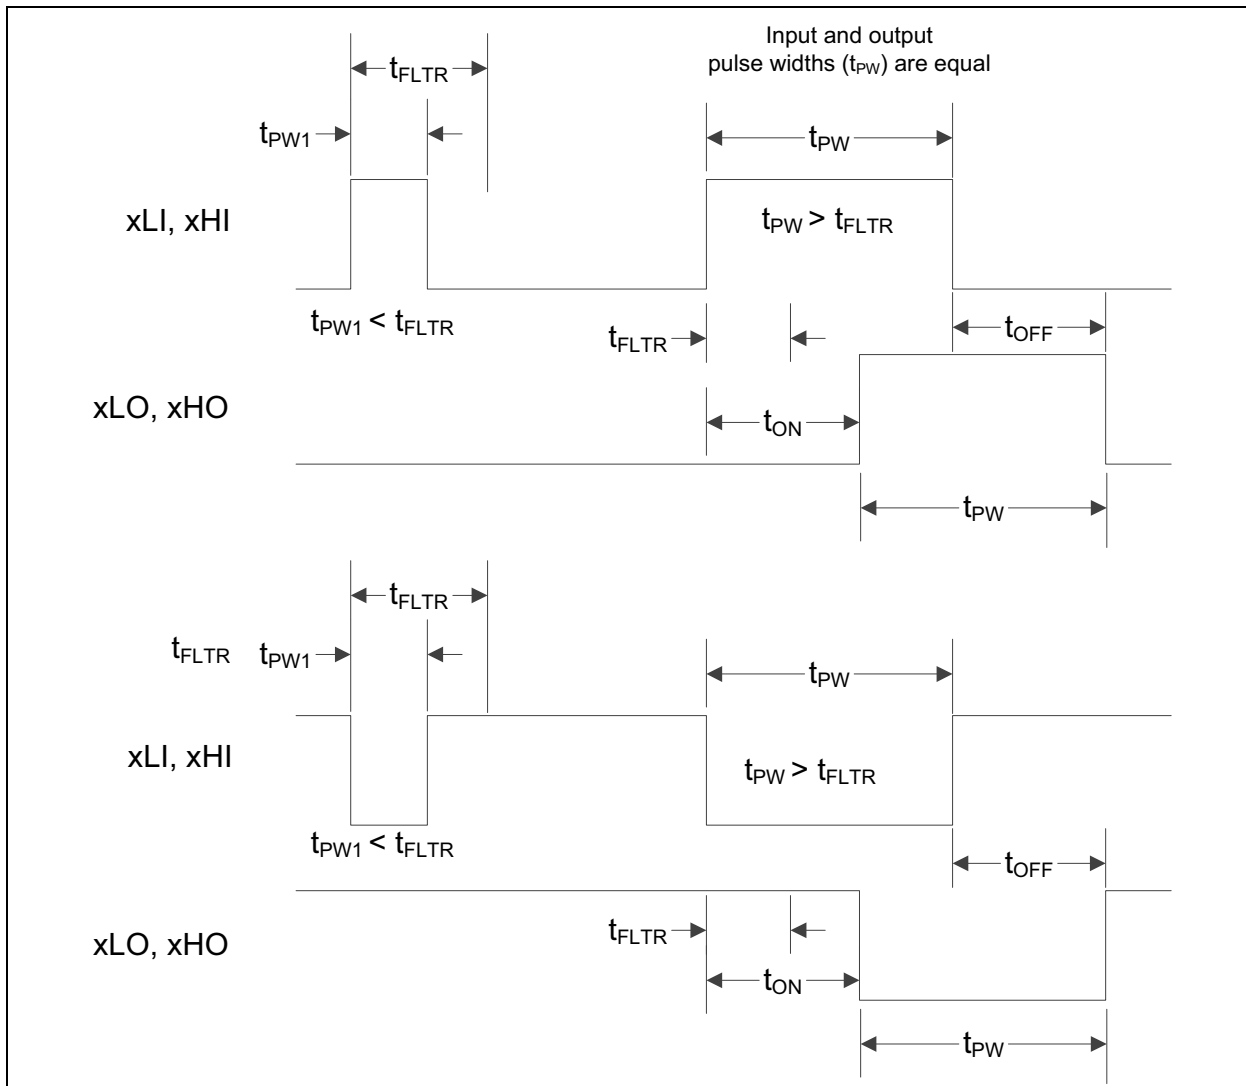 Input and output
pulse widths (tPW) are equal
tFLTR
tPW1
tPW
xLI, xHI
tPW > tFLTR
tPW1 < tFLTR
tFLTR
tOFF
xLO, xHO
tON
tPW
tFLTR
tFLTR
tPW1
tPW
xLI, xHI
tPW > tFLTR
tPW1 < tFLTR
tOFF
xLO, xHO
tFLTR
tON
tPW